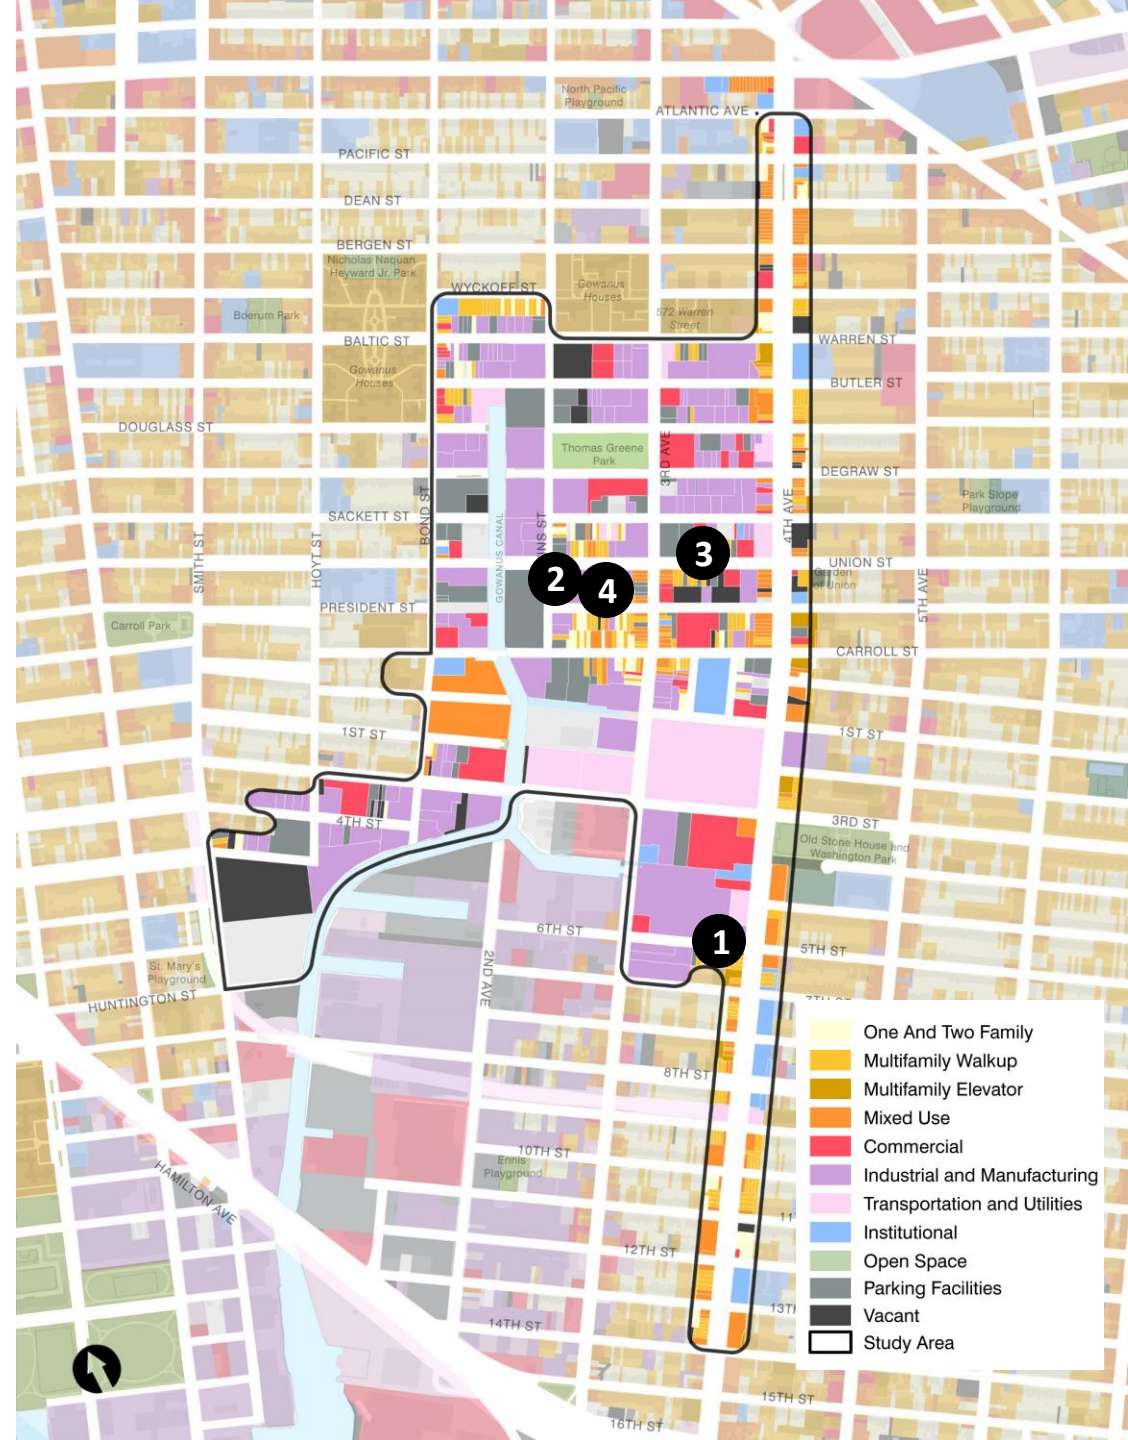 North Pacific
Playground
ATLANTIC AVE
PACIFIC ST
DEAN ST
BERGEN ST
Nicholas Naquan
Heyward Jr. Park
WYCKOFF ST
Gowanus
Houses
Boerum Park
572 Warren
Street
BALTIC ST
WARREN ST
Gowanus
Houses
BUTLER ST
DOUGLASS ST
Thomas Greene
Park
3RD AVE
DEGRAW ST
BOND ST
SACKETT ST
GOWANUS CANAL
NS ST
4TH AVE
Park Slope
Playground
SMITH ST
HOYT ST
3
UNION ST
of Union
2
4
5TH AVE
PRESIDENT ST
Carroll Park
CARROLL ST
1ST ST
1ST ST
4TH ST
3RD ST
Old Stone House and
Washington Park
6TH ST
1
5TH ST
2ND AVE
St. Mary's
Playground
HUNTINGTON ST
8TH ST
10TH ST
Ennis
Playground
HAMILTON AVE
12TH ST
14TH ST
15TH ST
16TH ST
One And Two Family
Multifamily Walkup
Multifamily Elevator
Mixed Use
Commercial
Industrial and Manufacturing
Transportation and Utilities
Institutional
Open Space
Parking Facilities
Vacant
Study Area